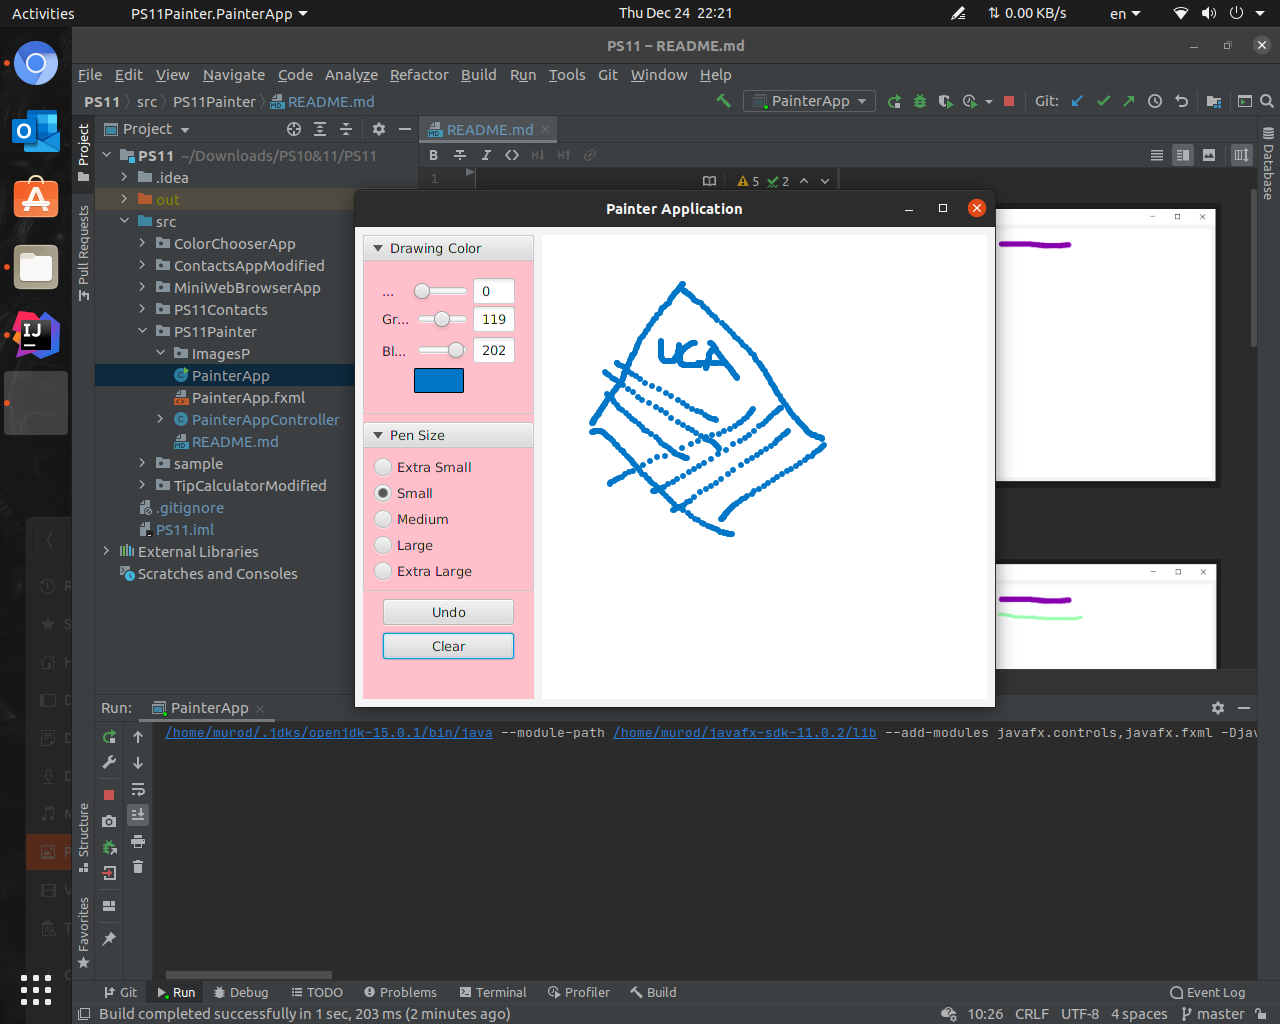 Activities PS11Painter.PainterApp Thu Dec 24 22:21 0.00 KB/s en
PS11 – README.md
File Edit View Navigate Code Analyze Refactor Build Run Tools Git Window Help
PS11 src PS11Painter README.md PainterApp Git:
Project README.md
PS11 ~/Downloads/PS10&11/PS11
.idea
out
src
ColorChooserApp
ContactsAppModified
MiniWebBrowserApp
PS11Contacts
PS11Painter
ImagesP
PainterApp
PainterApp.fxml
PainterAppController
README.md
sample
TipCalculatorModified
.gitignore
PS11.iml
External Libraries
Scratches and Consoles
Project
Pull Requests
Structure
Favorites
Database
1
5 2
Painter Application
Drawing Color
... 0
Gr... 119
Bl... 202
Pen Size
Extra Small
Small
Medium
Large
Extra Large
Undo
Clear
UCA
Run: PainterApp
/home/murod/.jdks/openjdk-15.0.1/bin/java --module-path /home/murod/javafx-sdk-11.0.2/lib --add-modules javafx.controls,javafx.fxml -Djav
Git Run Debug TODO Problems Terminal Profiler Build Event Log
Build completed successfully in 1 sec, 203 ms (2 minutes ago) 10:26 CRLF UTF-8 4 spaces master